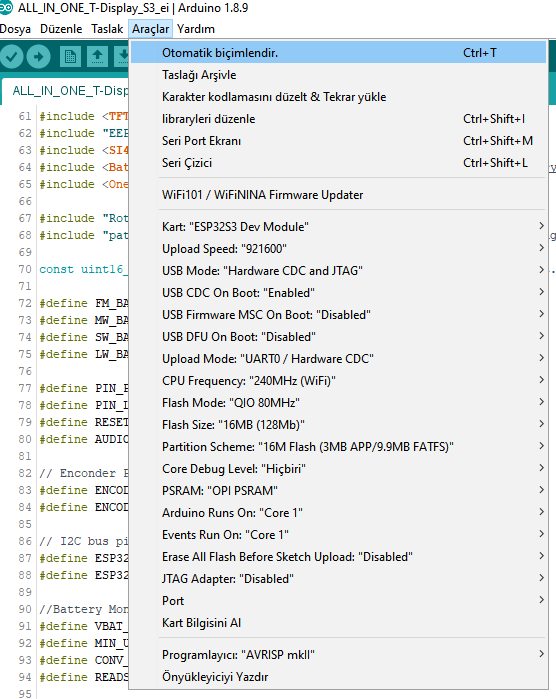 ALL_IN_ONE_T-Display_S3_ei | Arduino 1.8.9
Dosya Düzenle Taslak Araçlar Yardım
ALL_IN_ONE_T-Disp
Otomatik biçimlendir. Ctrl+T
Taslağı Arşivle
Karakter kodlamasını düzelt & Tekrar yükle
libraryleri düzenle Ctrl+Shift+I
Seri Port Ekranı Ctrl+Shift+M
Seri Çizici Ctrl+Shift+L
WiFi101 / WiFiNINA Firmware Updater
Kart: "ESP32S3 Dev Module"
Upload Speed: "921600"
USB Mode: "Hardware CDC and JTAG"
USB CDC On Boot: "Enabled"
USB Firmware MSC On Boot: "Disabled"
USB DFU On Boot: "Disabled"
Upload Mode: "UART0 / Hardware CDC"
CPU Frequency: "240MHz (WiFi)"
Flash Mode: "QIO 80MHz"
Flash Size: "16MB (128Mb)"
Partition Scheme: "16M Flash (3MB APP/9.9MB FATFS)"
Core Debug Level: "Hiçbiri"
PSRAM: "OPI PSRAM"
Arduino Runs On: "Core 1"
Events Run On: "Core 1"
Erase All Flash Before Sketch Upload: "Disabled"
JTAG Adapter: "Disabled"
Port
Kart Bilgisini Al
Programlayıcı: "AVRISP mkII"
Önyükleyiciyi Yazdır
61 #include <TFT
62 #include "EEP
63 #include <SI4
64 #include <Bat
65 #include <One
66
67 #include "Rot
68 #include "pat
69
70 const uint16_
71
72 #define FM_BA
73 #define MW_BA
74 #define SW_BA
75 #define LW_BA
76
77 #define PIN_P
78 #define PIN_I
79 #define RESET
80 #define AUDIO
81
82 // Enconder P
83 #define ENCOD
84 #define ENCOD
85
86 // I2C bus pi
87 #define ESP32
88 #define ESP32
89
90 //Battery Mon
91 #define VBAT_
92 #define MIN_U
93 #define CONV_
94 #define READS
95